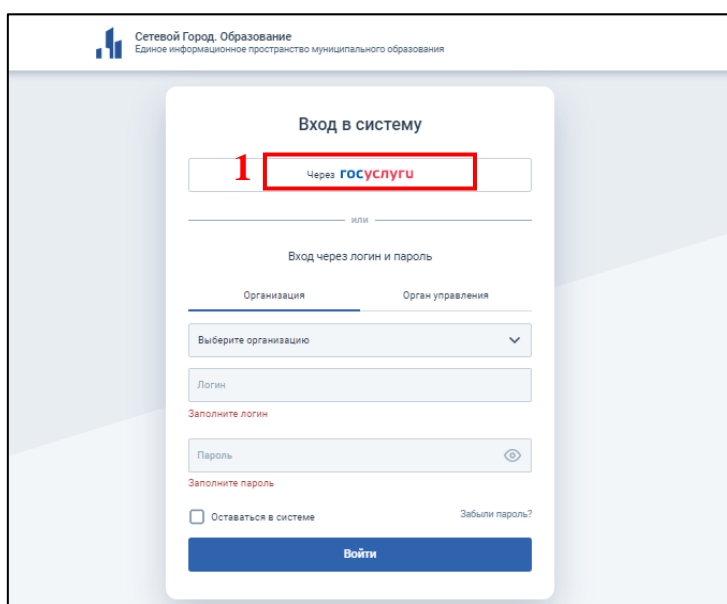 Сетевой Город. Образование
Единое информационное пространство муниципального образования
Вход в систему
1 Через госуслуги
или
Вход через логин и пароль
Организация Орган управления
Выберите организацию
Логин
Заполните логин
Пароль
Заполните пароль
Оставаться в системе Забыли пароль?
Войти